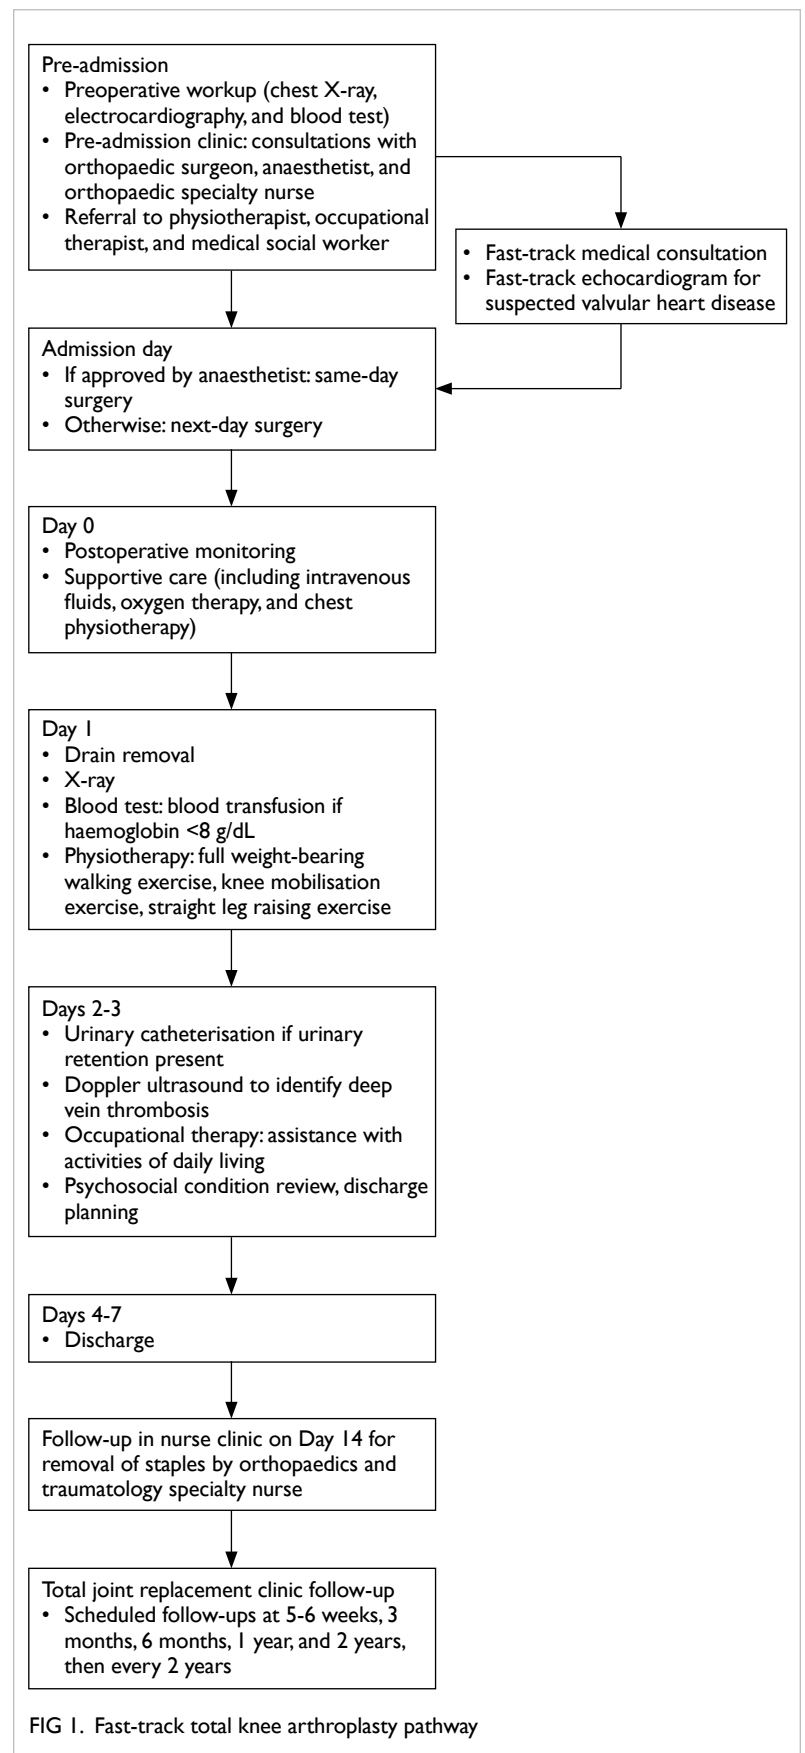 Pre-admission
• Preoperative workup (chest X-ray,
electrocardiography, and blood test)
• Pre-admission clinic: consultations with
orthopaedic surgeon, anaesthetist, and
orthopaedic specialty nurse
• Referral to physiotherapist, occupational
therapist, and medical social worker
• Fast-track medical consultation
• Fast-track echocardiogram for
suspected valvular heart disease
Admission day
• If approved by anaesthetist: same-day
surgery
• Otherwise: next-day surgery
Day 0
• Postoperative monitoring
• Supportive care (including intravenous
fluids, oxygen therapy, and chest
physiotherapy)
Day 1
• Drain removal
• X-ray
• Blood test: blood transfusion if
haemoglobin <8 g/dL
• Physiotherapy: full weight-bearing
walking exercise, knee mobilisation
exercise, straight leg raising exercise
Days 2-3
• Urinary catheterisation if urinary
retention present
• Doppler ultrasound to identify deep
vein thrombosis
• Occupational therapy: assistance with
activities of daily living
• Psychosocial condition review, discharge
planning
Days 4-7
• Discharge
Follow-up in nurse clinic on Day 14 for
removal of staples by orthopaedics and
traumatology specialty nurse
Total joint replacement clinic follow-up
• Scheduled follow-ups at 5-6 weeks, 3
months, 6 months, 1 year, and 2 years,
then every 2 years
FIG 1. Fast-track total knee arthroplasty pathway